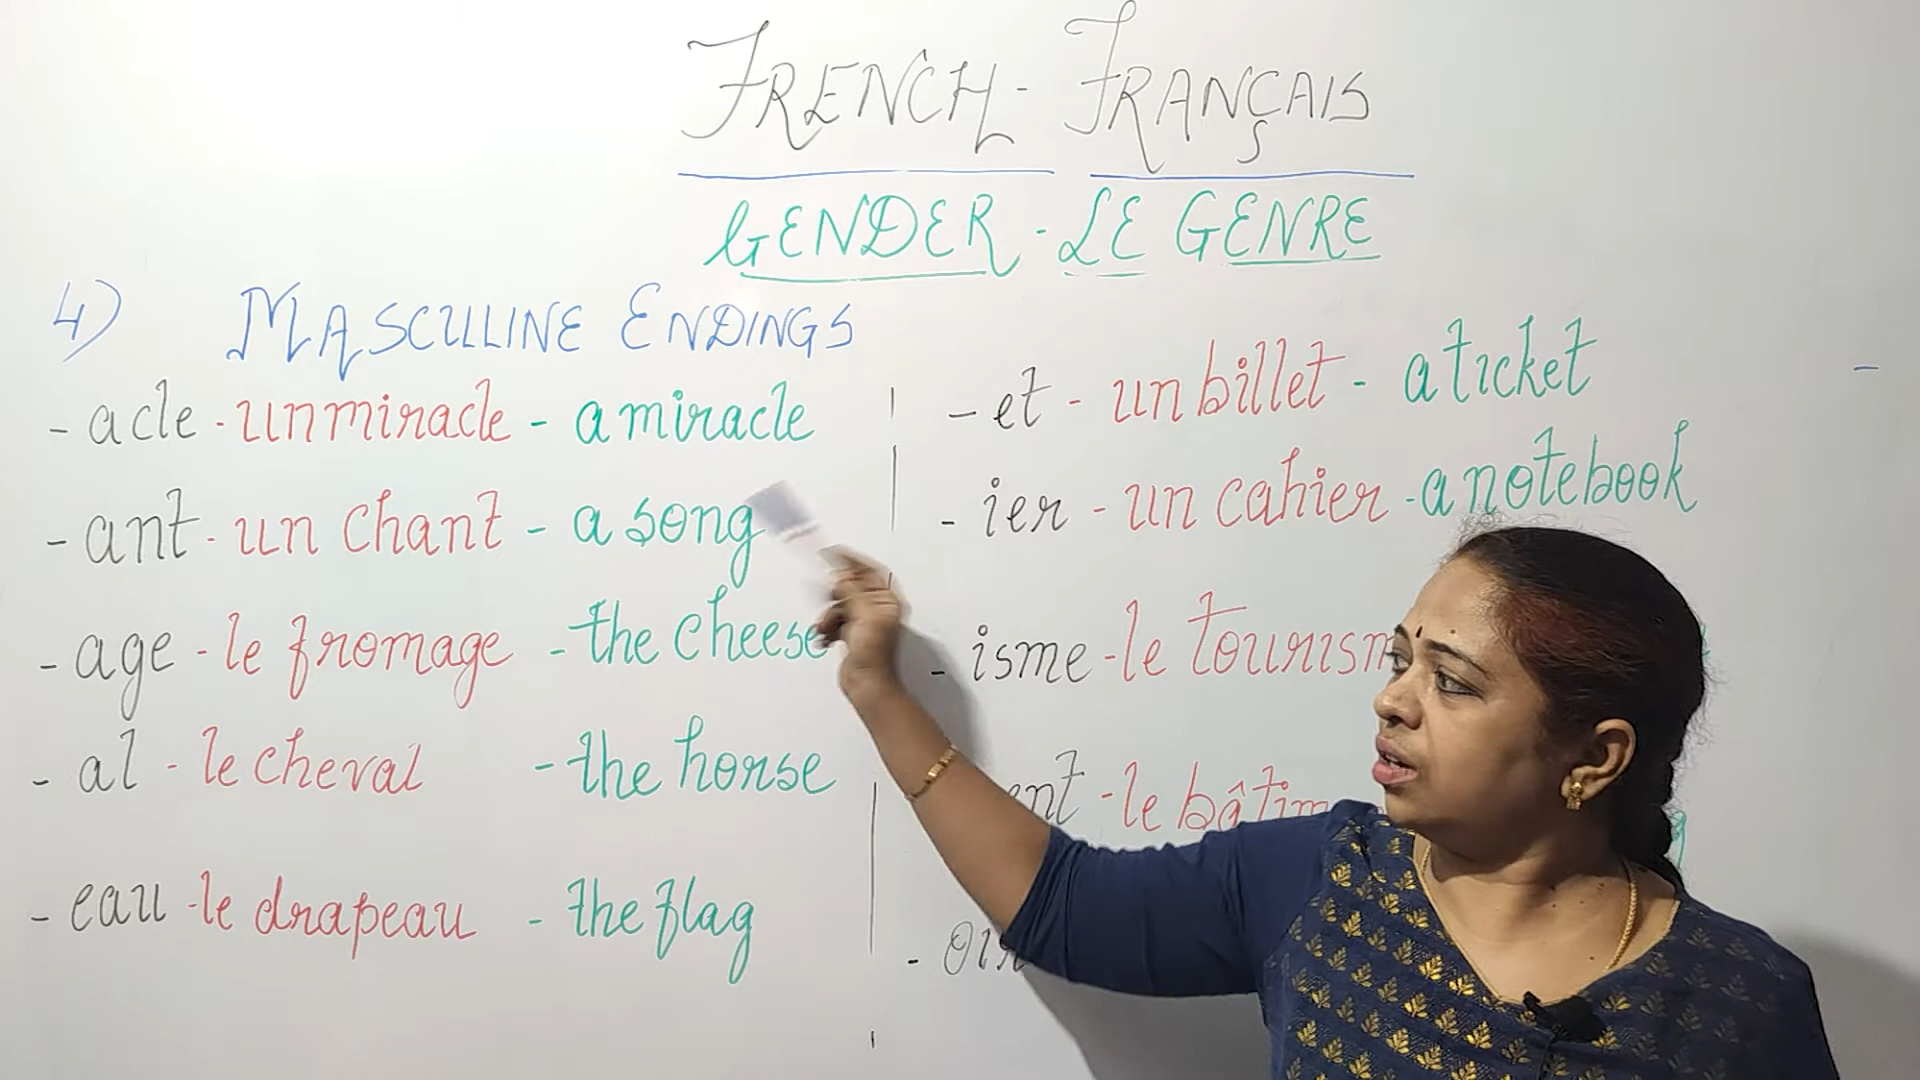 FRENCH - FRANÇAIS
GENDER - LE GENRE
4) MASCULINE ENDINGS
- acle - un miracle - a miracle
- ant - un chant - a song
- age - le fromage - the cheese
- al - le cheval - the horse
- eau - le drapeau - the flag
- et - un billet - a ticket
- ier - un cahier - a notebook
- isme - le
- le
-